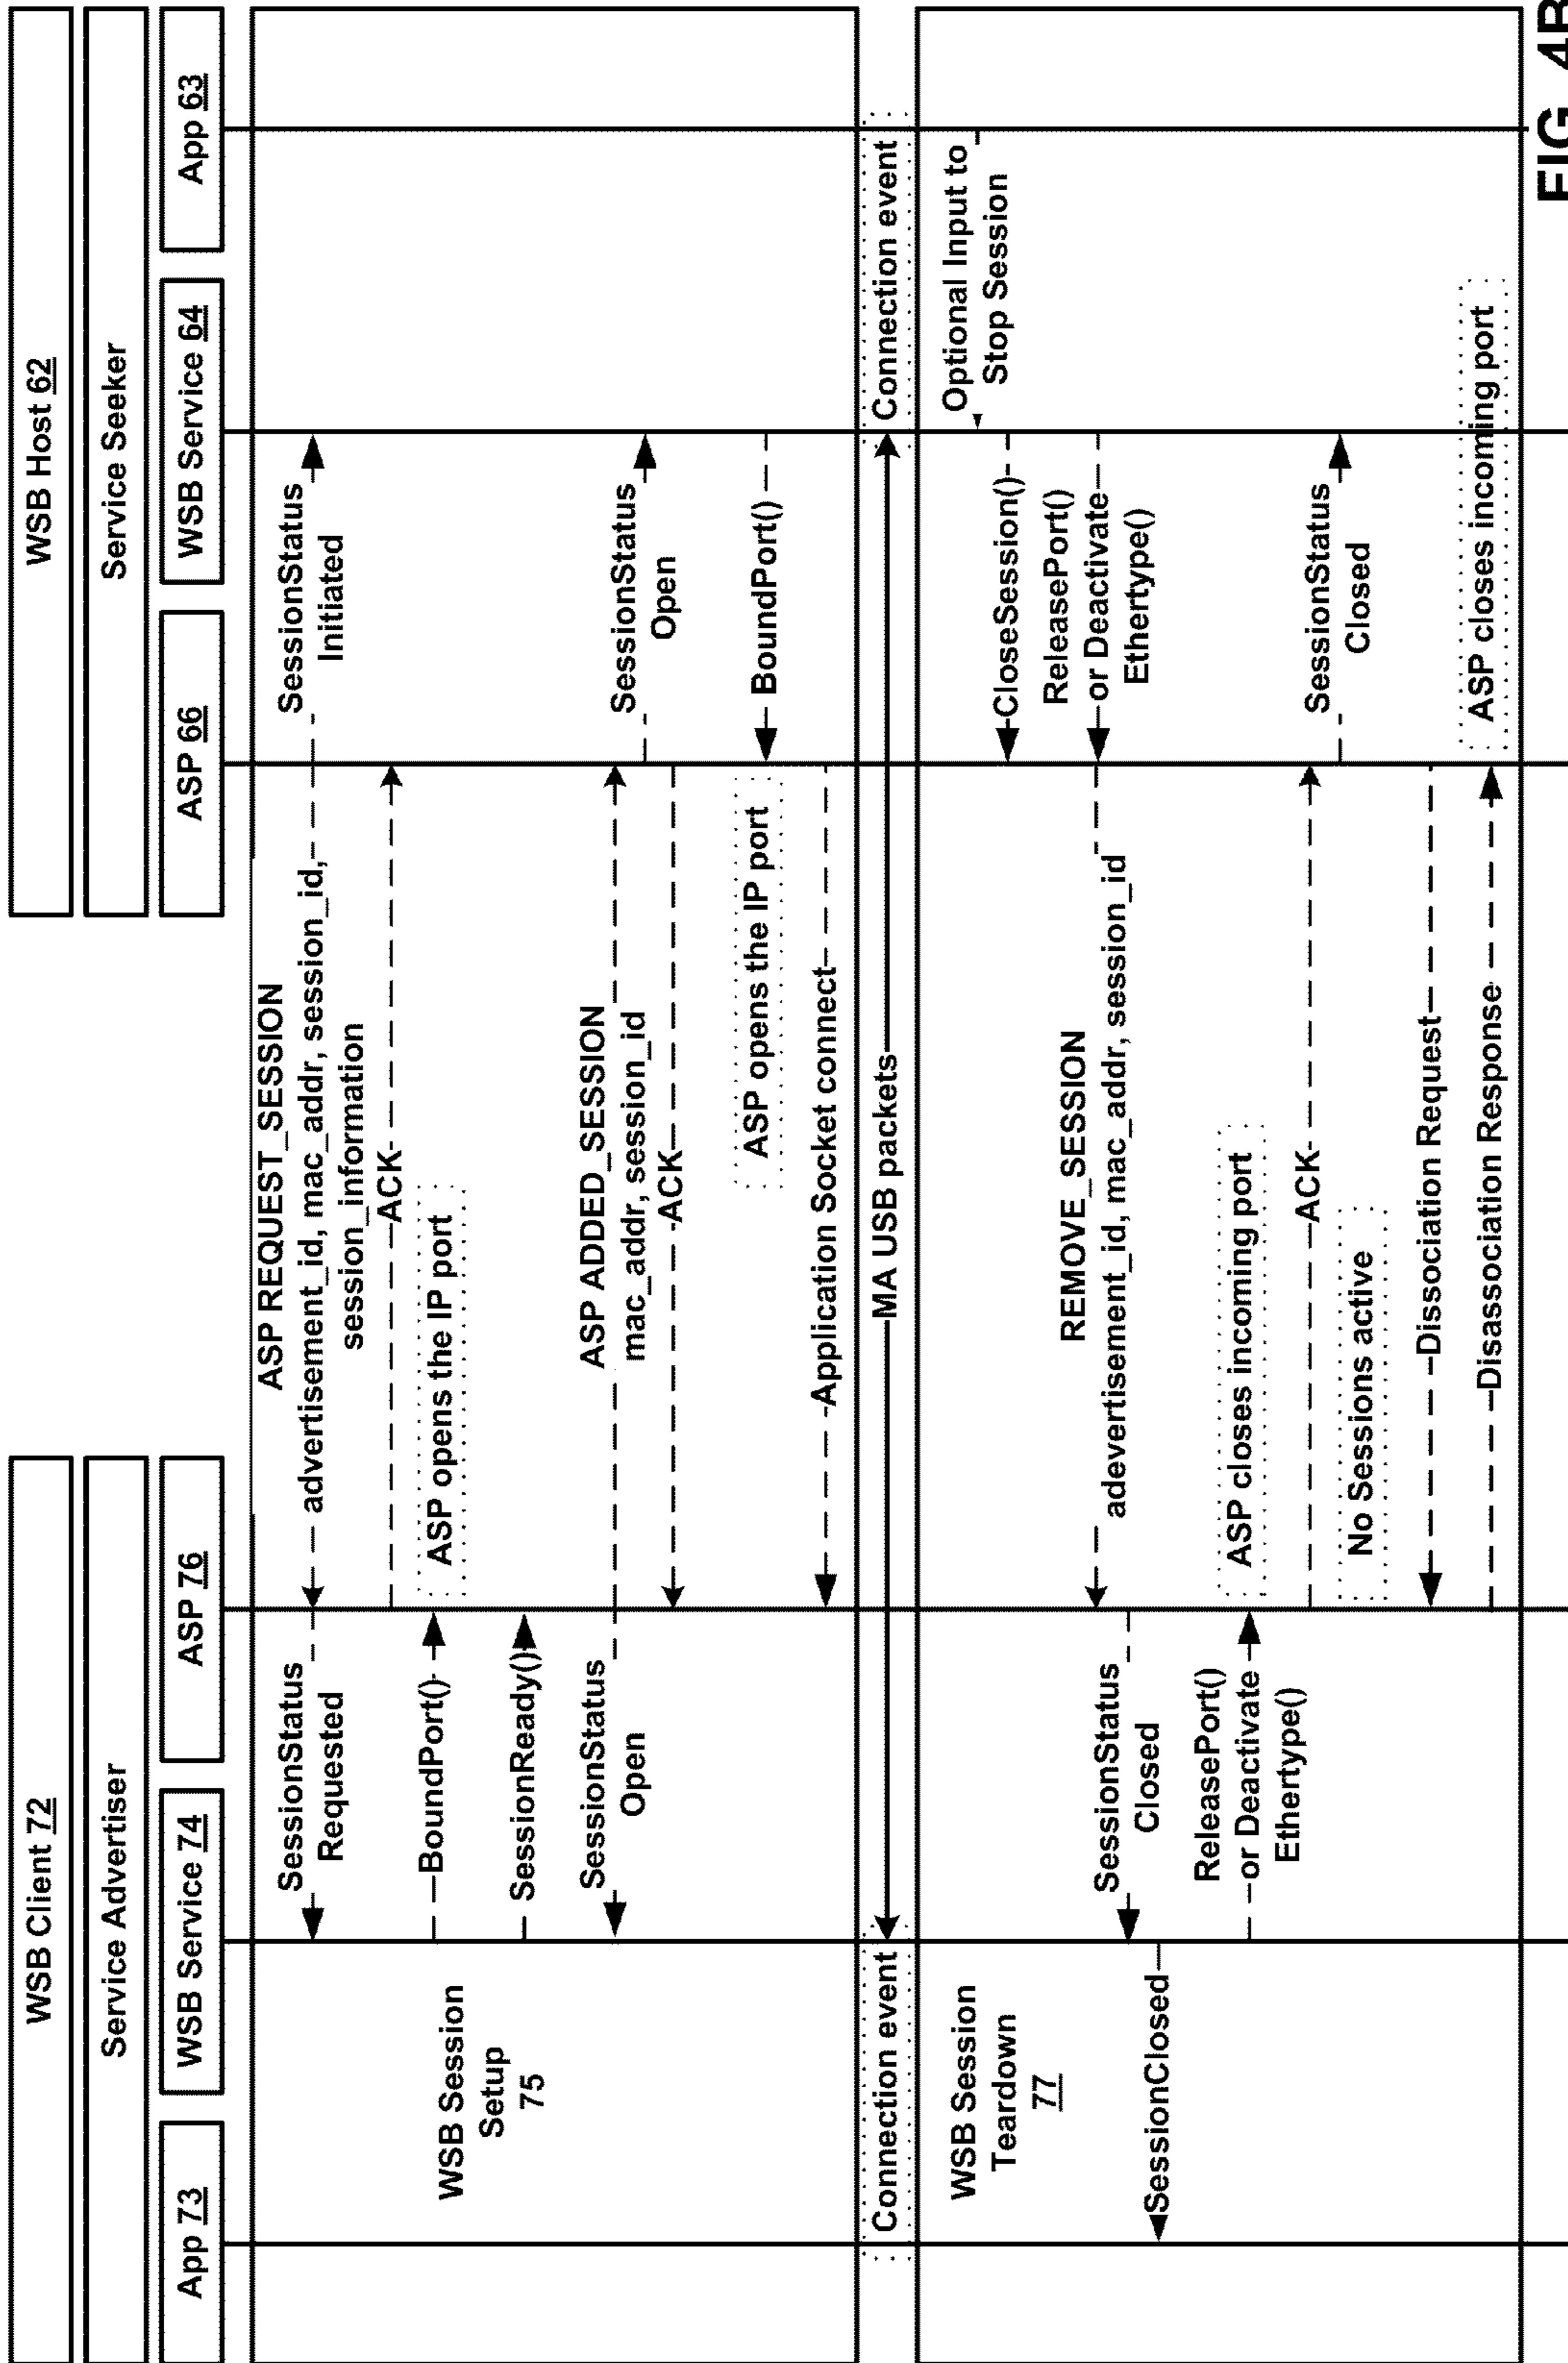 WSB Client 72
WSB Host 62
Service Advertiser
Service Seeker
App 73
WSB Service 74
ASP 76
ASP 66
WSB Service 64
App 63
ASP REQUEST_SESSION
SessionStatus
Requested
advertisement_id, mac_addr, session_id,
session_information
SessionStatus
Initiated
ACK
WSB Session
Setup
75
BoundPort()
ASP opens the IP port
SessionReady()
SessionStatus
Open
ASP ADDED_SESSION
mac_addr, session_id
SessionStatus
Open
ACK
ASP opens the IP port
BoundPort()
Application Socket connect
Connection event
MA USB packets
Connection event
WSB Session
Teardown
77
Optional Input to
Stop Session
CloseSession()
REMOVE_SESSION
adevertisement_id, mac_addr, session_id
ReleasePort()
or Deactivate
Ethertype()
SessionStatus
Closed
SessionClosed
ReleasePort()
or Deactivate
Ethertype()
ASP closes incoming port
ACK
SessionStatus
Closed
No Sessions active
Dissociation Request
Disassociation Response
ASP closes incoming port
FIG. 4B